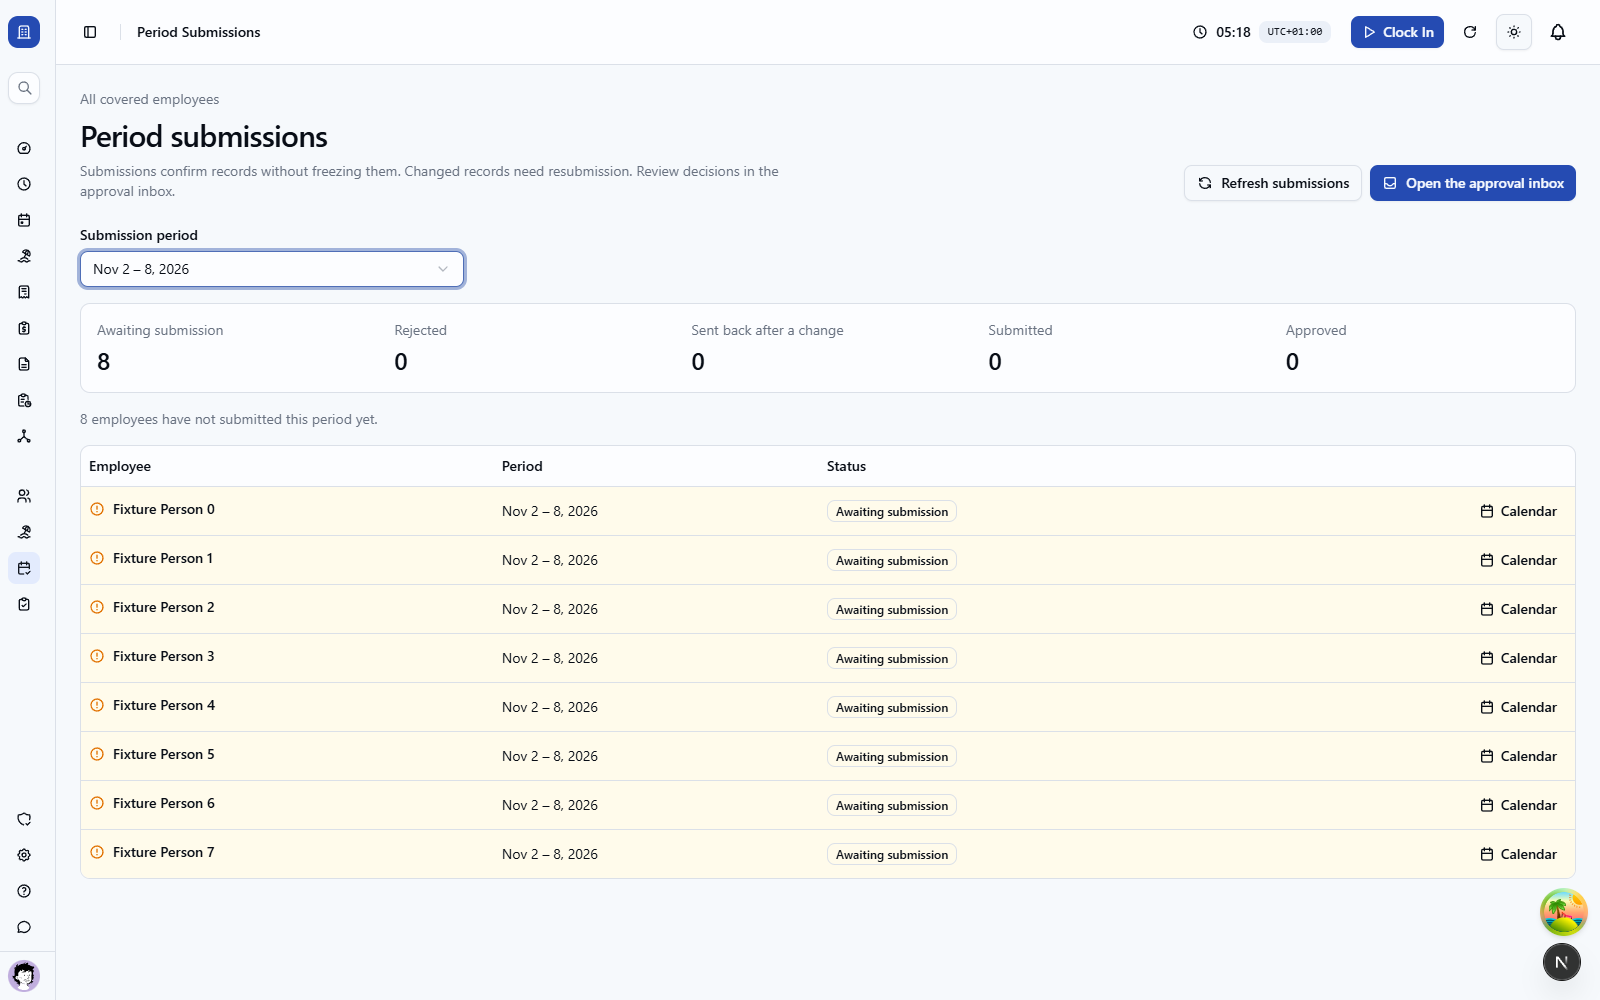 Period Submissions
05:18
UTC+01:00
Clock In
All covered employees
Period submissions
Submissions confirm records without freezing them. Changed records need resubmission. Review decisions in the
approval inbox.
Refresh submissions
Open the approval inbox
Submission period
Nov 2 – 8, 2026
Awaiting submission
8
Rejected
0
Sent back after a change
0
Submitted
0
Approved
0
8 employees have not submitted this period yet.
Employee Period Status
Fixture Person 0 Nov 2 – 8, 2026 Awaiting submission Calendar
Fixture Person 1 Nov 2 – 8, 2026 Awaiting submission Calendar
Fixture Person 2 Nov 2 – 8, 2026 Awaiting submission Calendar
Fixture Person 3 Nov 2 – 8, 2026 Awaiting submission Calendar
Fixture Person 4 Nov 2 – 8, 2026 Awaiting submission Calendar
Fixture Person 5 Nov 2 – 8, 2026 Awaiting submission Calendar
Fixture Person 6 Nov 2 – 8, 2026 Awaiting submission Calendar
Fixture Person 7 Nov 2 – 8, 2026 Awaiting submission Calendar
N